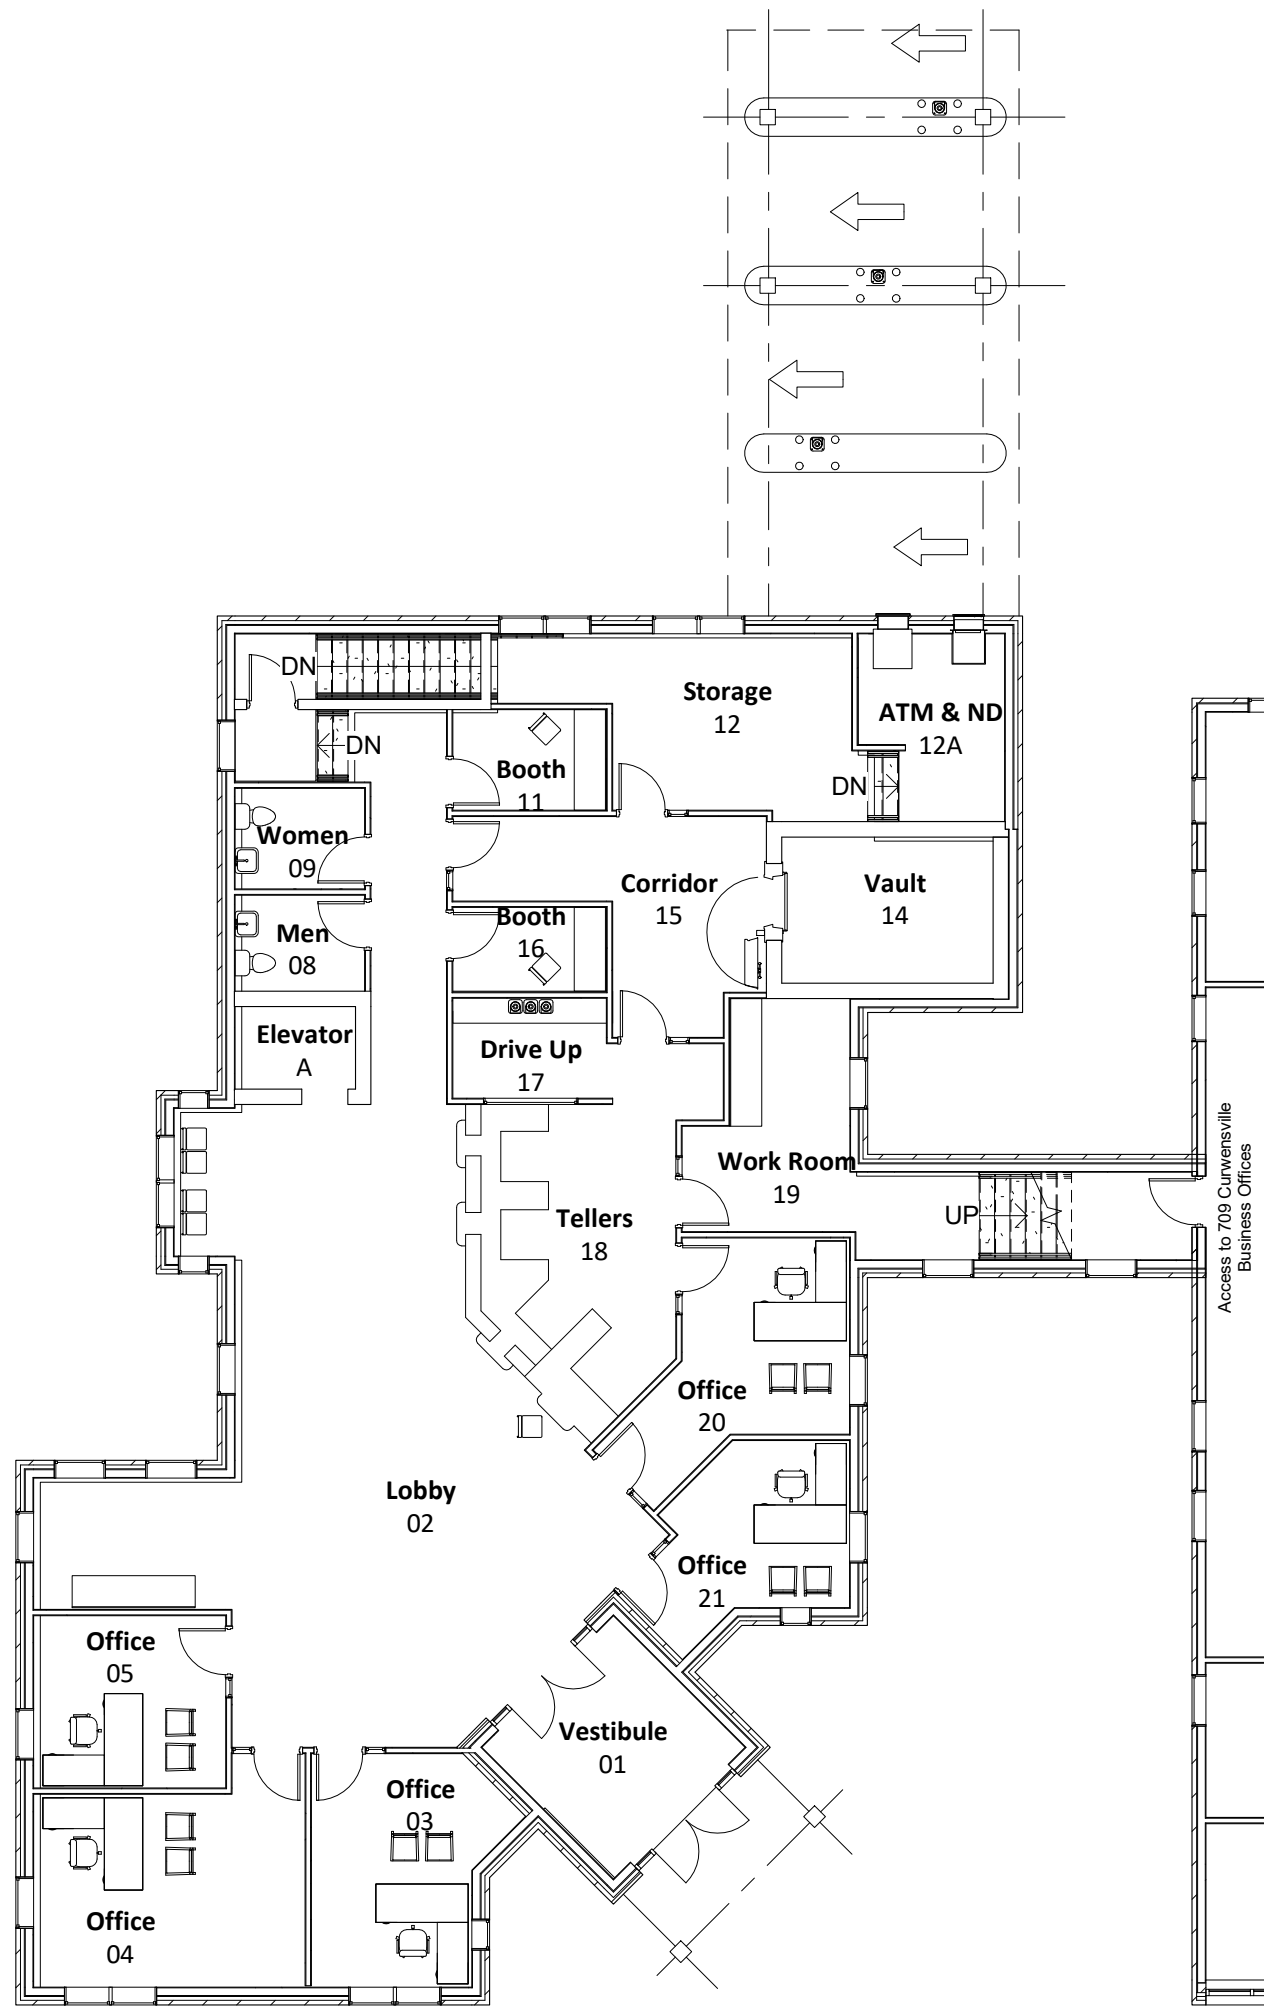 DN
Storage
12
ATM & ND
12A
DN
Booth
11
DN
Women
09
Corridor
15
Vault
14
Booth
16
Men
08
Elevator
A
Drive Up
17
Work Room
19
Tellers
18
UP
Access to 709 Curwensville
Business Offices
Office
20
Lobby
02
Office
21
Office
05
Vestibule
01
Office
03
Office
04